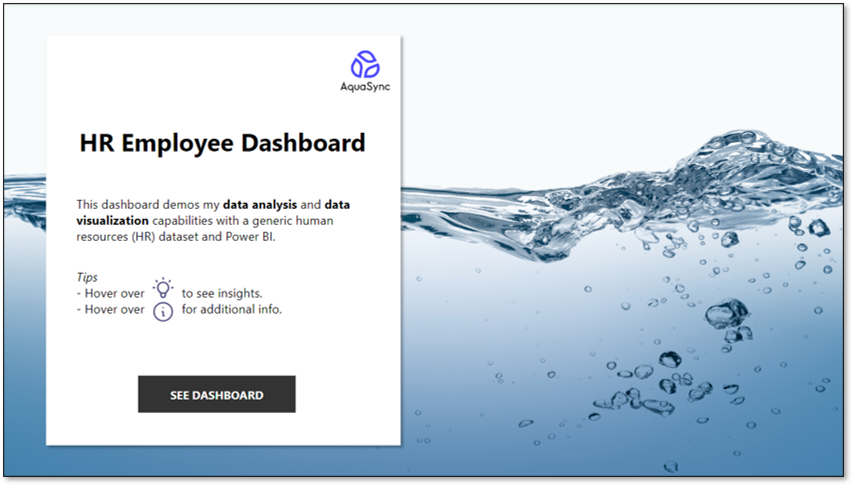 AquaSync
HR Employee Dashboard
This dashboard demos my data analysis and data
visualization capabilities with a generic human
resources (HR) dataset and Power BI.
Tips
- Hover over to see insights.
- Hover over i for additional info.
SEE DASHBOARD